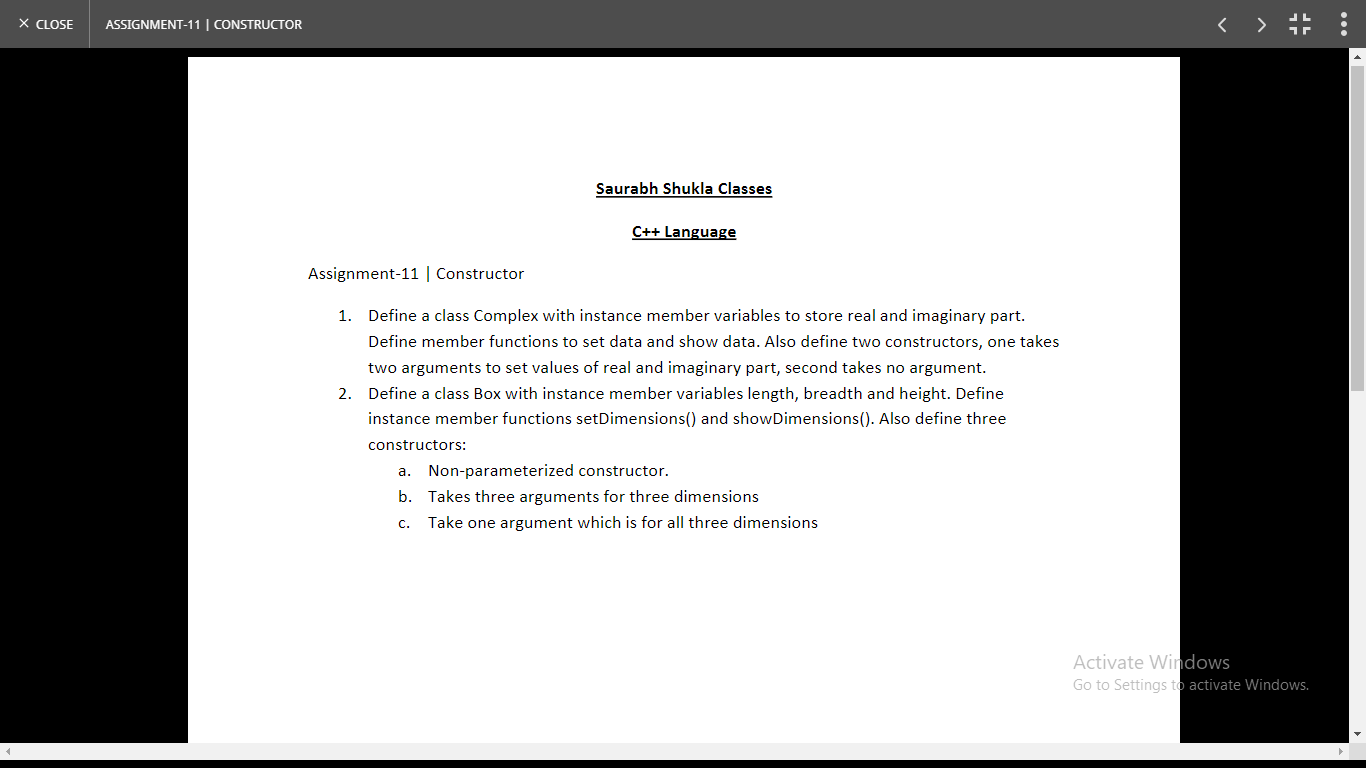 × CLOSE
ASSIGNMENT-11 | CONSTRUCTOR
Saurabh Shukla Classes
C++ Language
Assignment-11 | Constructor
1. Define a class Complex with instance member variables to store real and imaginary part.
Define member functions to set data and show data. Also define two constructors, one takes
two arguments to set values of real and imaginary part, second takes no argument.
2. Define a class Box with instance member variables length, breadth and height. Define
instance member functions setDimensions() and showDimensions(). Also define three
constructors:
a. Non-parameterized constructor.
b. Takes three arguments for three dimensions
c. Take one argument which is for all three dimensions
Activate Windows
Go to Settings to activate Windows.